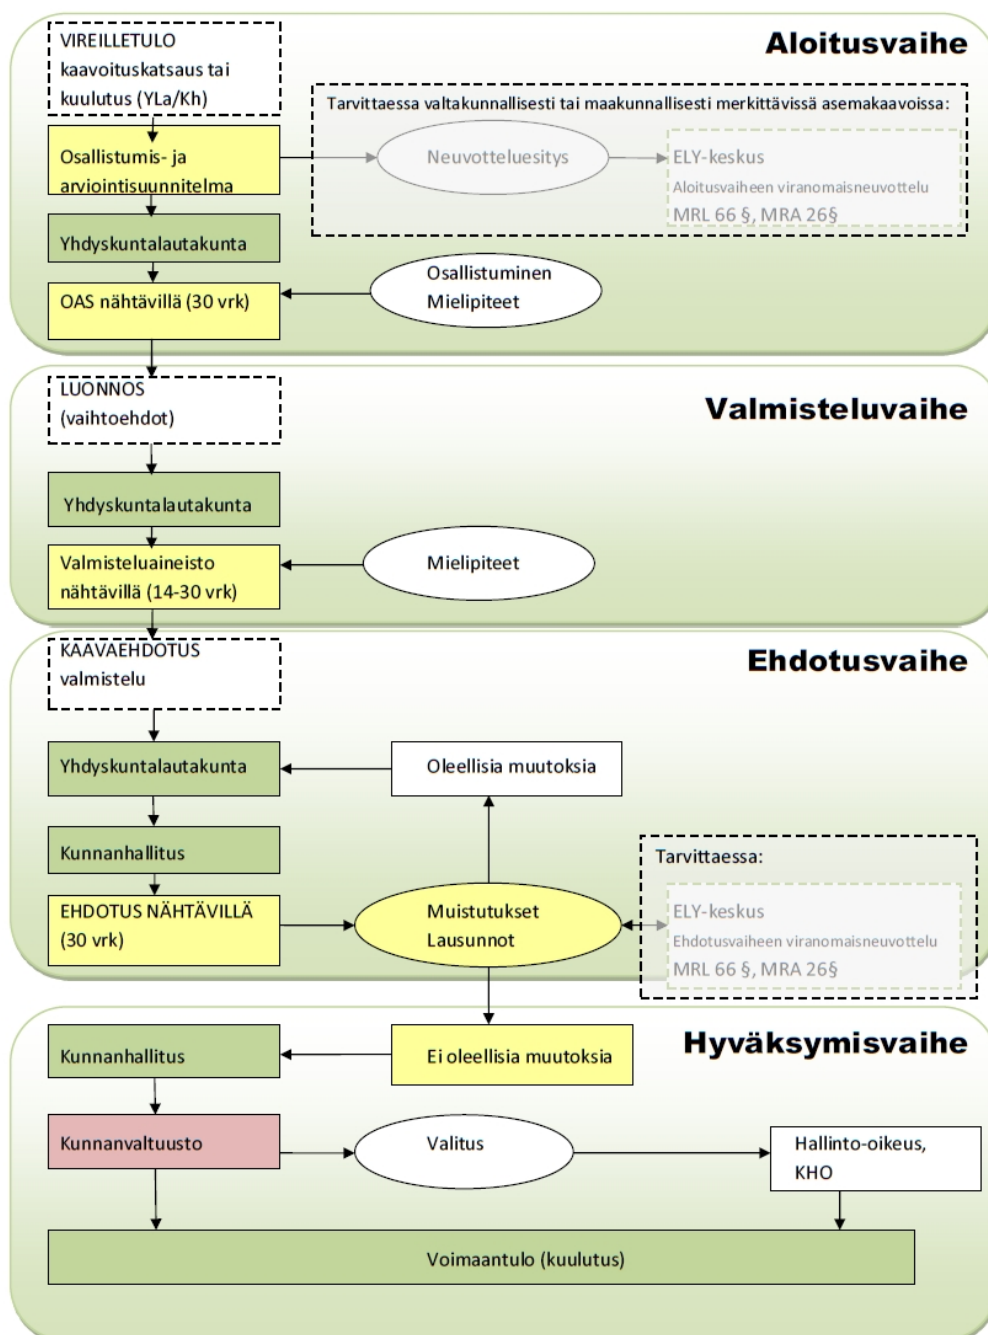 Aloitusvaihe
VIREILLETULO
kaavoituskatsaus tai
kuulutus (YLa/Kh)
Tarvittaessa valtakunnallisesti tai maakunnallisesti merkittävissä asemakaavoissa:
Osallistumis- ja
arviointisuunnitelma
Neuvotteluesitys
ELY-keskus
Aloitusvaiheen viranomaisneuvottelu
MRL 66 §, MRA 26§
Yhdyskuntalautakunta
OAS nähtävillä (30 vrk)
Osallistuminen
Mielipiteet
Valmisteluvaihe
LUONNOS
(vaihtoehdot)
Yhdyskuntalautakunta
Valmisteluaineisto
nähtävillä (14-30 vrk)
Mielipiteet
Ehdotusvaihe
KAAVAEHDOTUS
valmistelu
Yhdyskuntalautakunta
Oleellisia muutoksia
Kunnanhallitus
EHDOTUS NÄHTÄVILLÄ
(30 vrk)
Muistutukset
Lausunnot
Tarvittaessa:
ELY-keskus
Ehdotusvaiheen viranomaisneuvottelu
MRL 66 §, MRA 26§
Hyväksymisvaihe
Kunnanhallitus
Ei oleellisia muutoksia
Kunnanvaltuusto
Valitus
Hallinto-oikeus,
KHO
Voimaantulo (kuulutus)